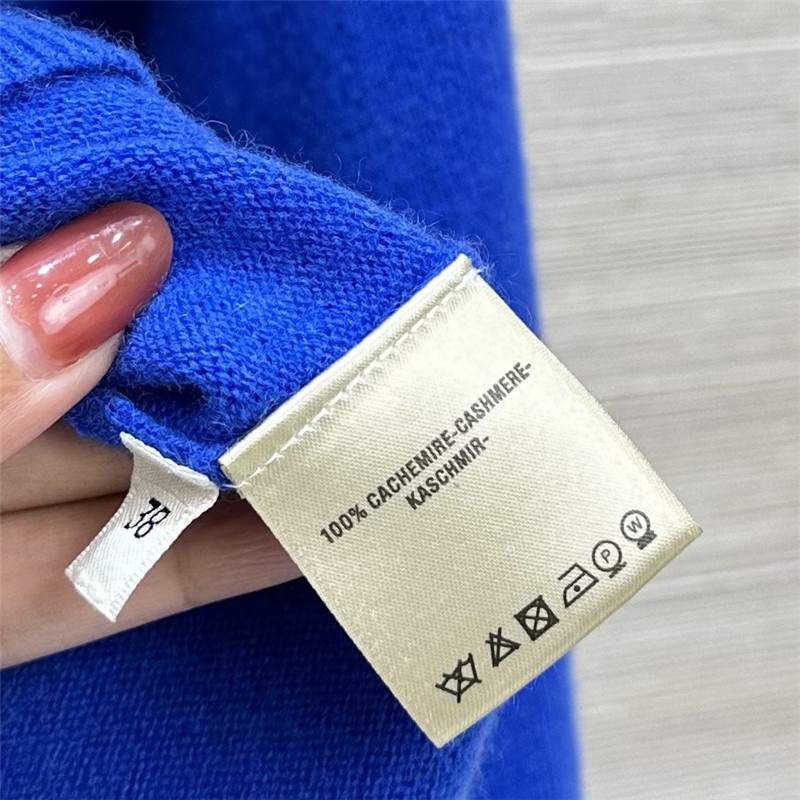 100% CACHEMIRE-CASHMERE-
KASCHMIR-
38
P
W